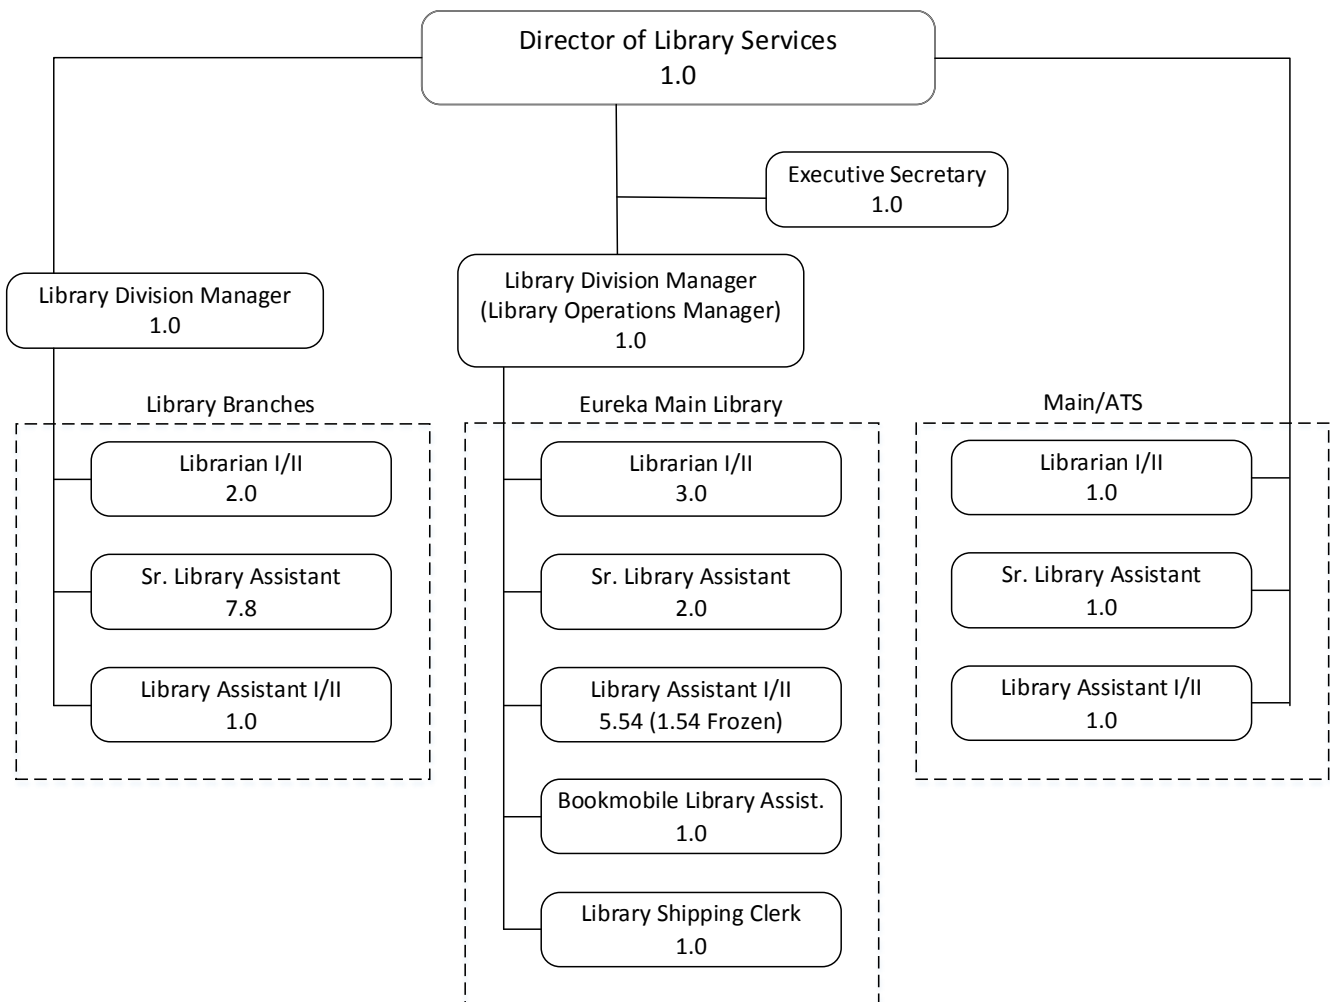 Director of Library Services
1.0
Executive Secretary
1.0
Library Division Manager
1.0
Library Division Manager
(Library Operations Manager)
1.0
Library Branches
Librarian I/II
2.0
Sr. Library Assistant
7.8
Library Assistant I/II
1.0
Eureka Main Library
Librarian I/II
3.0
Sr. Library Assistant
2.0
Library Assistant I/II
5.54 (1.54 Frozen)
Bookmobile Library Assist.
1.0
Library Shipping Clerk
1.0
Main/ATS
Librarian I/II
1.0
Sr. Library Assistant
1.0
Library Assistant I/II
1.0